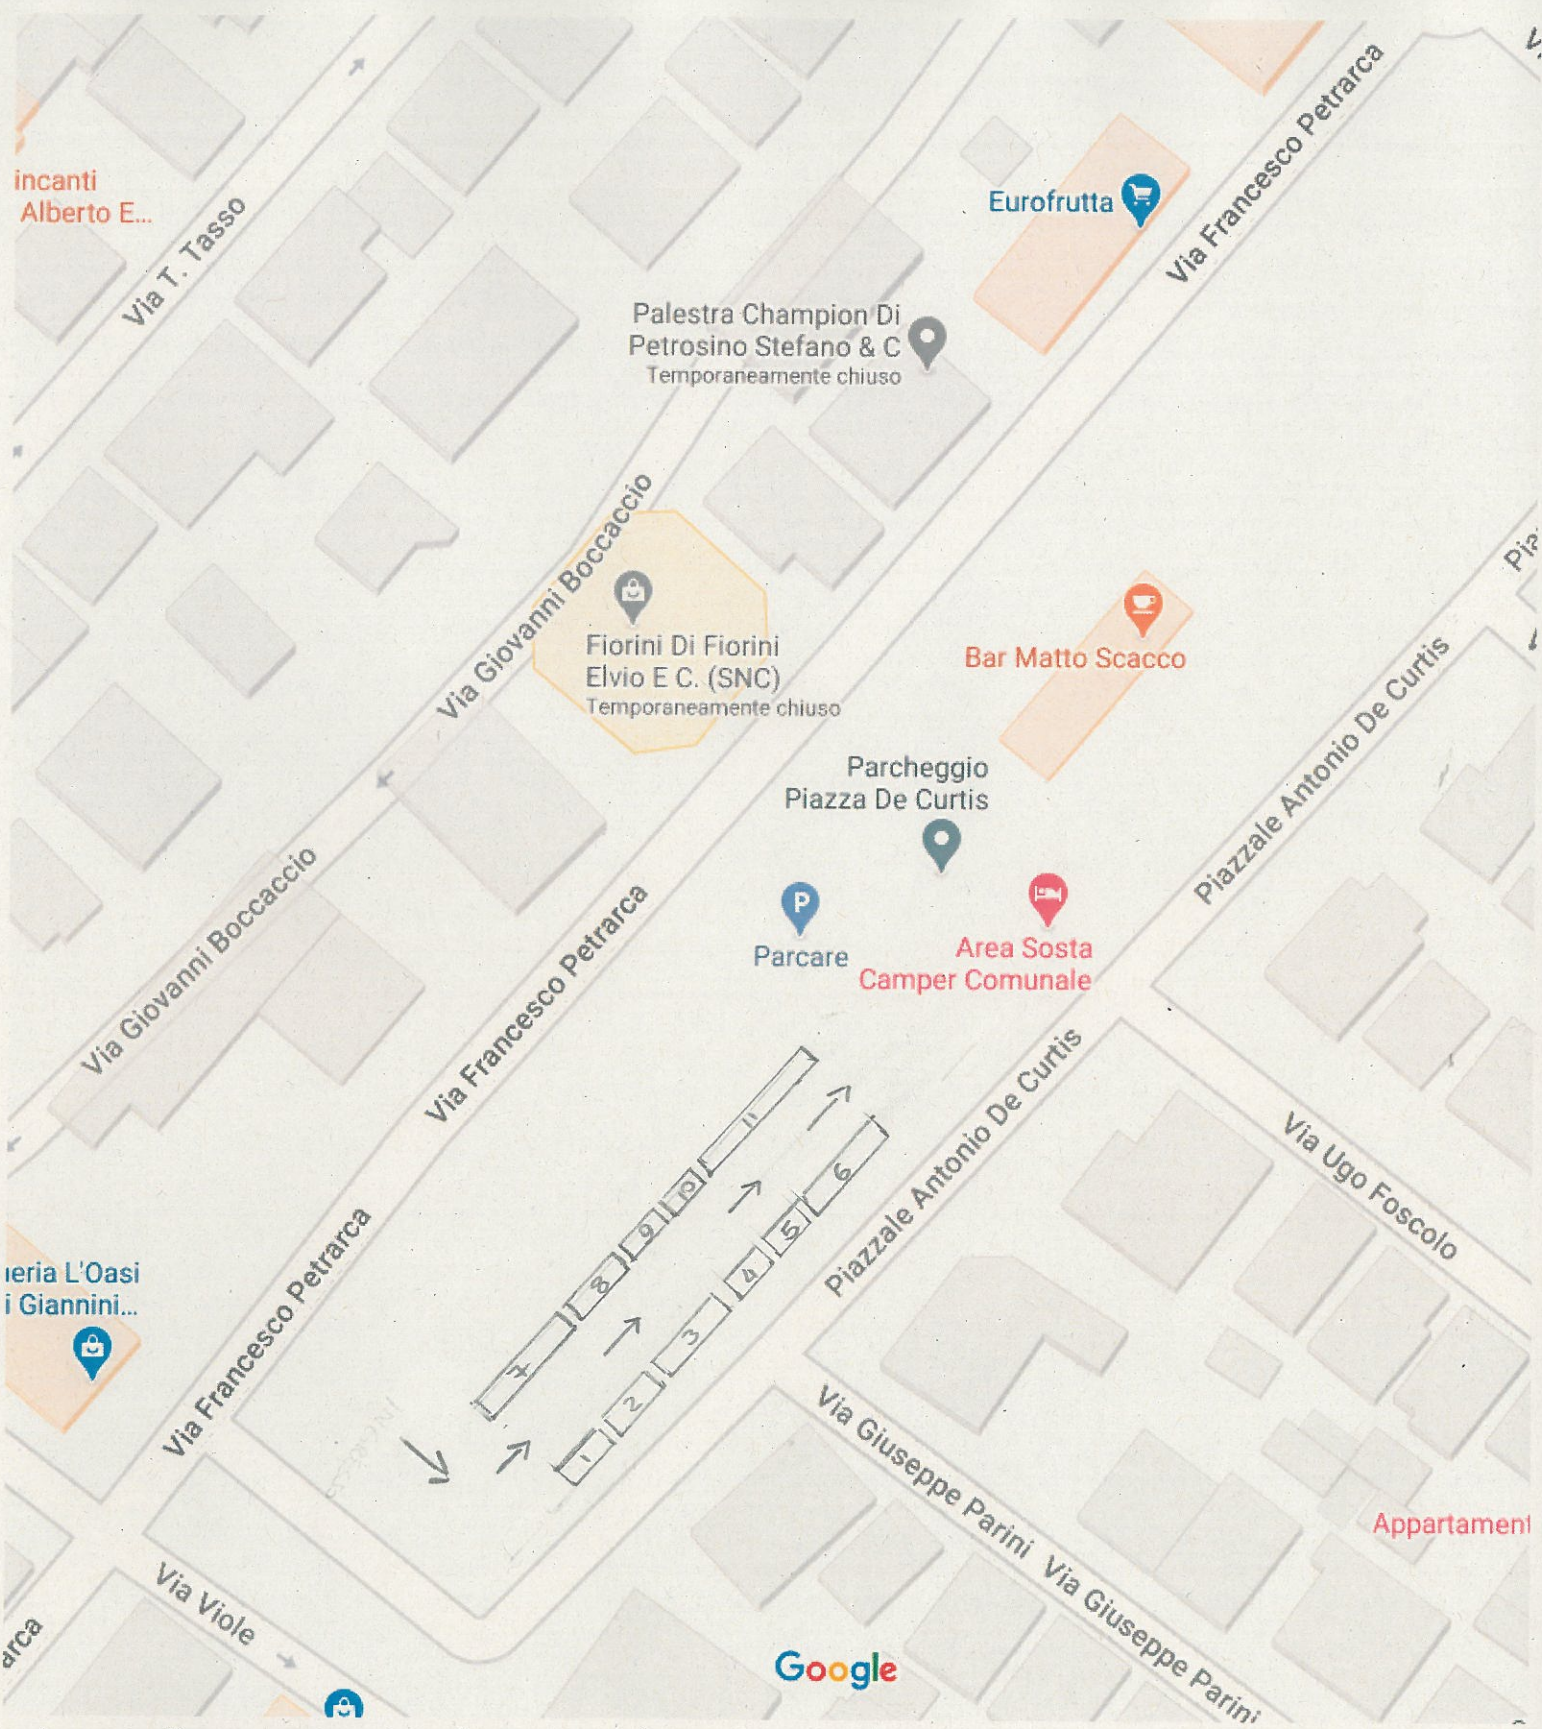 incanti
Alberto E...
Via T. Tasso
Eurofrutta
Via Francesco Petrarca
Palestra Champion Di
Petrosino Stefano & C
Temporaneamente chiuso
Via Giovanni Boccaccio
Fiorini Di Fiorini
Elvio E C. (SNC)
Temporaneamente chiuso
Bar Matto Scacco
Piazzale Antonio De Curtis
Parcheggio
Piazza De Curtis
Parcare
Area Sosta
Camper Comunale
Via Giovanni Boccaccio
Via Francesco Petrarca
Piazzale Antonio De Curtis
Via Ugo Foscolo
ieria L'Oasi
i Giannini...
Via Francesco Petrarca
11
10
9
8
7
6
5
4
3
2
1
Via Giuseppe Parini
Via Giuseppe Parini
Appartament
Via Viole
arca
Google